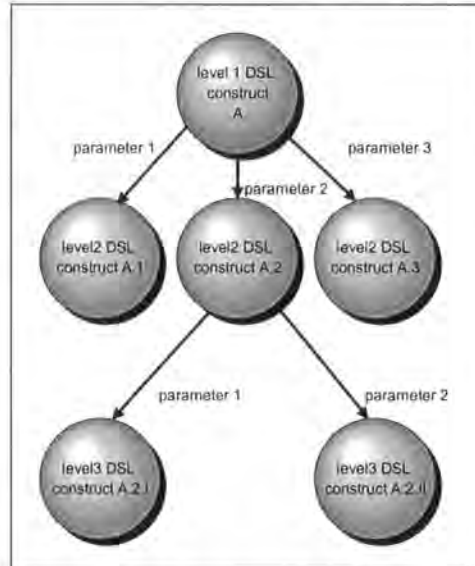 level 1 DSL
construct
A
parameter 1
parameter 3
parameter 2
level2 DSL
construct A.1
level2 DSL
construct A.2
level2 DSL
construct A.3
parameter 1
parameter 2
level3 DSL
construct A.2.I
level3 DSL
construct A.2.II